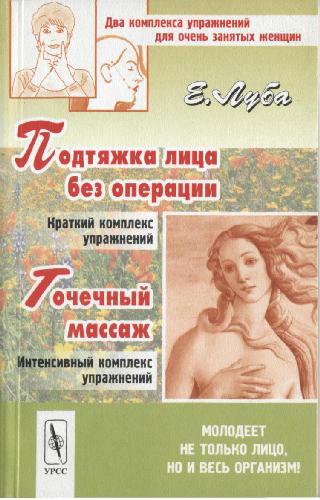 Два комплекса упражнений
для очень занятых женщин
Е. Луба
Подтяжка лица
без операции
Краткий комплекс
упражнений
Точечный
массаж
Интенсивный комплекс
упражнений
МОЛОДЕЕТ
НЕ ТОЛЬКО ЛИЦО,
НО И ВЕСЬ ОРГАНИЗМ!
УРСС